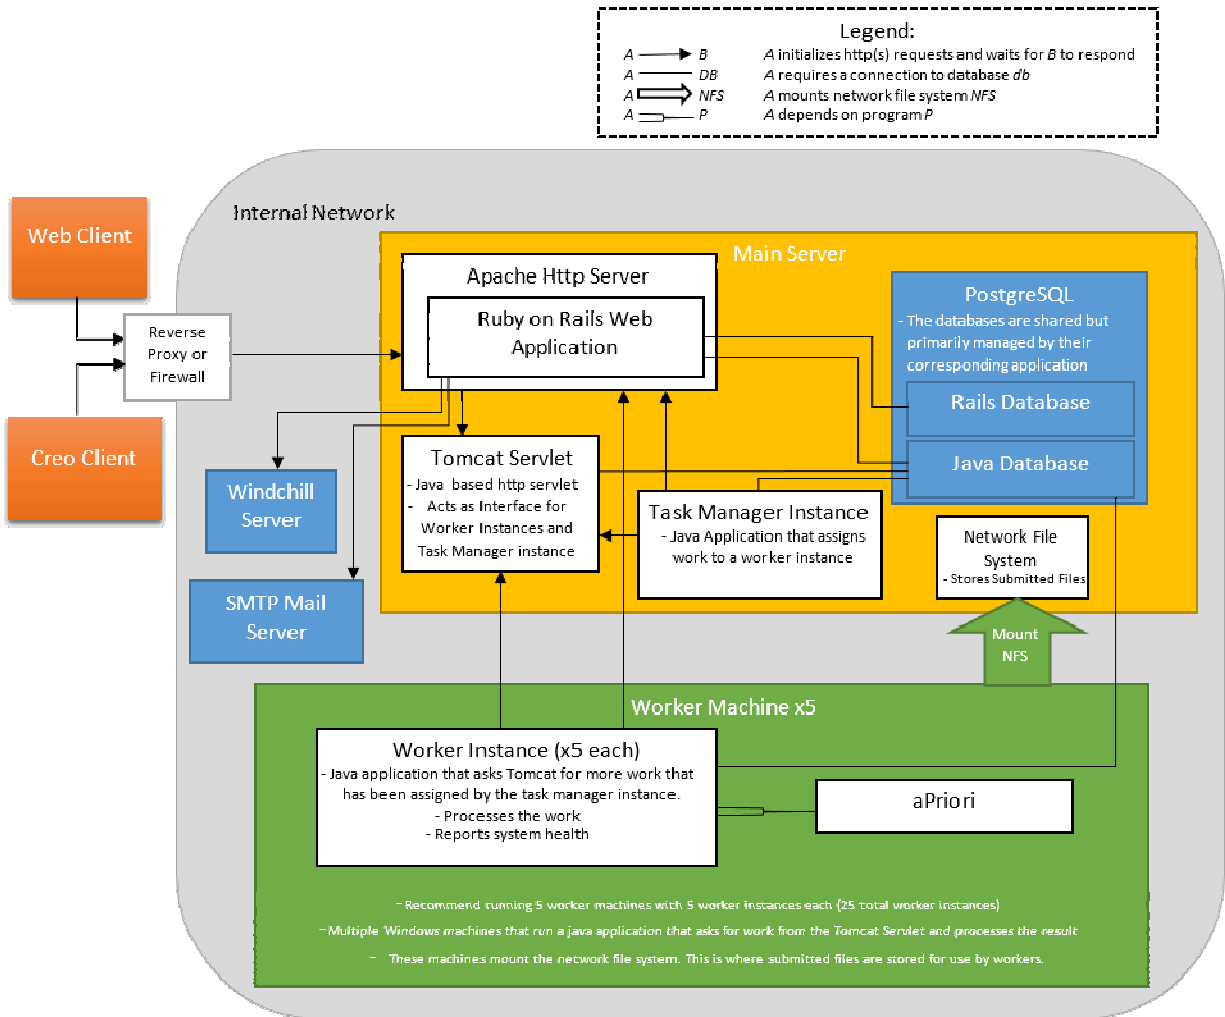 Legend:
A B A initializes http(s) requests and waits for B to respond
A DB A requires a connection to database db
A NFS A mounts network file system NFS
A P A depends on program P
Internal Network
Web Client
Reverse
Proxy or
Firewall
Creo Client
Main Server
Apache Http Server
Ruby on Rails Web
Application
PostgreSQL
- The databases are shared but
primarily managed by their
corresponding application
Rails Database
Java Database
Tomcat Servlet
- Java based http servlet
- Acts as Interface for
Worker Instances and
Task Manager instance
Task Manager Instance
- Java Application that assigns
work to a worker instance
Windchill
Server
SMTP Mail
Server
Network File
System
- Stores Submitted Files
Mount
NFS
Worker Machine x5
Worker Instance (x5 each)
- Java application that asks Tomcat for more work that
has been assigned by the task manager instance.
- Processes the work
- Reports system health
aPriori
- Recommend running 5 worker machines with 5 worker instances each (25 total worker instances)
- Multiple Windows machines that run a java application that asks for work from the Tomcat Servlet and processes the result
- These machines mount the network file system. This is where submitted files are stored for use by workers.